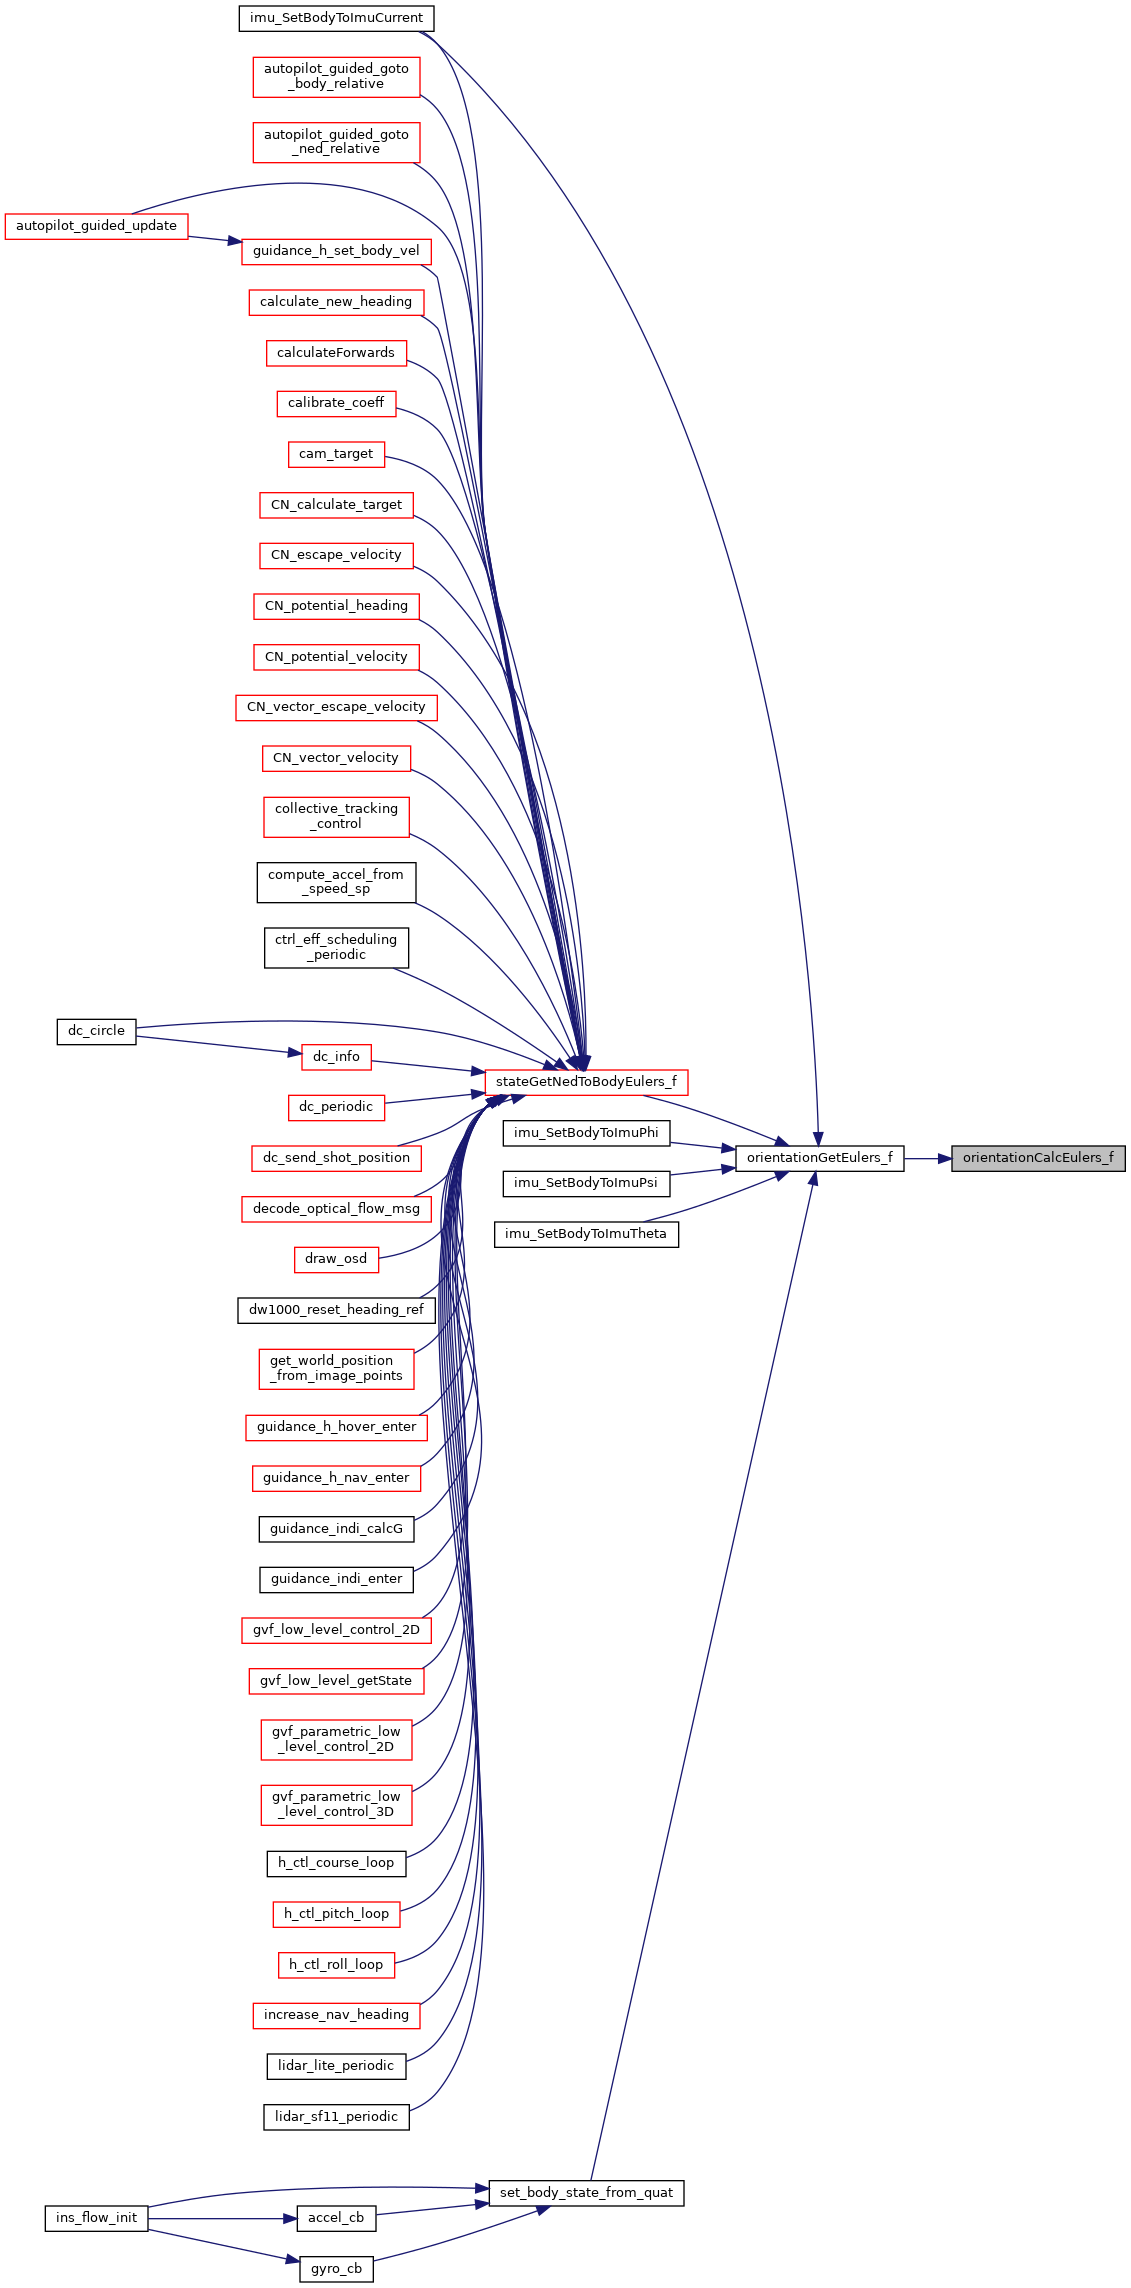 imu_SetBodyToImuCurrent
autopilot_guided_goto
_body_relative
autopilot_guided_goto
_ned_relative
autopilot_guided_update
guidance_h_set_body_vel
calculate_new_heading
calculateForwards
calibrate_coeff
cam_target
CN_calculate_target
CN_escape_velocity
CN_potential_heading
CN_potential_velocity
CN_vector_escape_velocity
CN_vector_velocity
collective_tracking
_control
compute_accel_from
_speed_sp
ctrl_eff_scheduling
_periodic
dc_circle
dc_info
stateGetNedToBodyEulers_f
dc_periodic
imu_SetBodyToImuPhi
dc_send_shot_position
orientationGetEulers_f
orientationCalcEulers_f
imu_SetBodyToImuPsi
decode_optical_flow_msg
imu_SetBodyToImuTheta
draw_osd
dw1000_reset_heading_ref
get_world_position
_from_image_points
guidance_h_hover_enter
guidance_h_nav_enter
guidance_indi_calcG
guidance_indi_enter
gvf_low_level_control_2D
gvf_low_level_getState
gvf_parametric_low
_level_control_2D
gvf_parametric_low
_level_control_3D
h_ctl_course_loop
h_ctl_pitch_loop
h_ctl_roll_loop
increase_nav_heading
lidar_lite_periodic
lidar_sf11_periodic
set_body_state_from_quat
ins_flow_init
accel_cb
gyro_cb